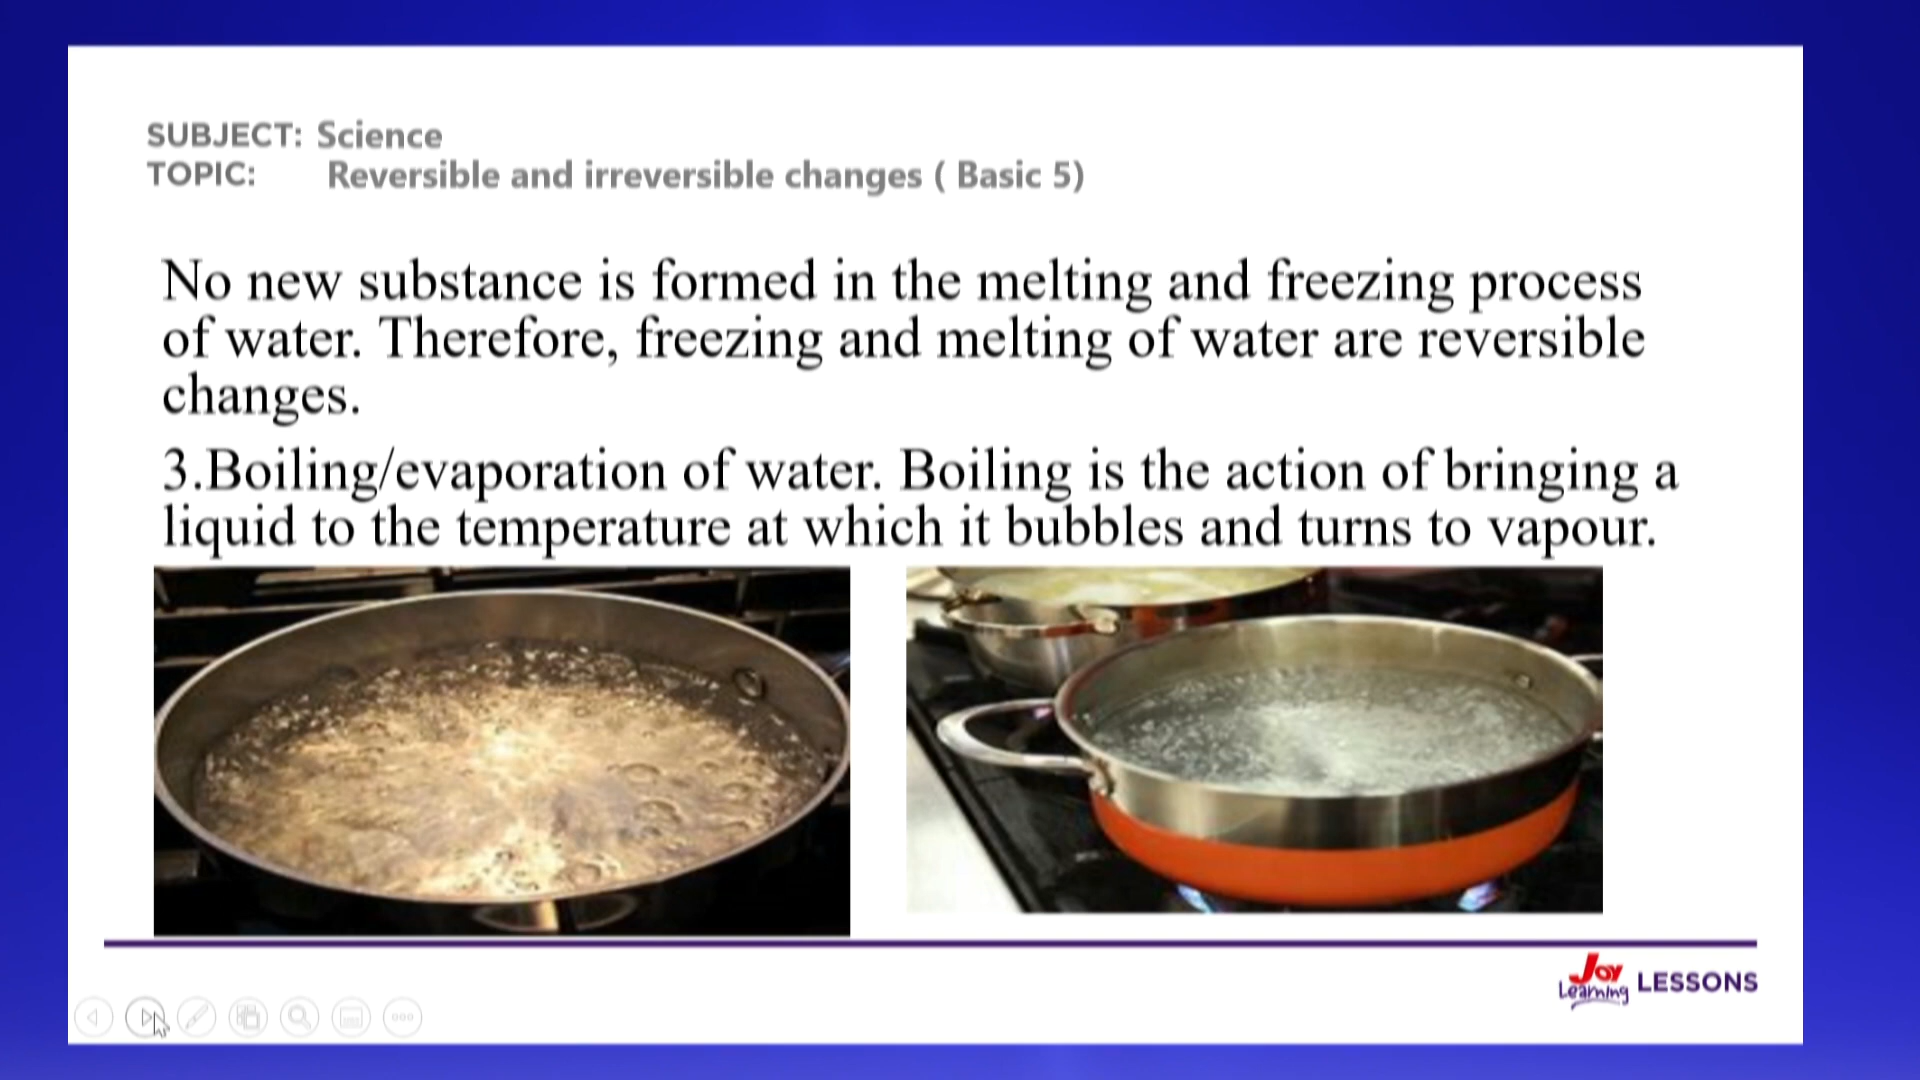 SUBJECT: Science
TOPIC: Reversible and irreversible changes ( Basic 5)
No new substance is formed in the melting and freezing process
of water. Therefore, freezing and melting of water are reversible
changes.
3.Boiling/evaporation of water. Boiling is the action of bringing a
liquid to the temperature at which it bubbles and turns to vapour.
Joy
Learning LESSONS